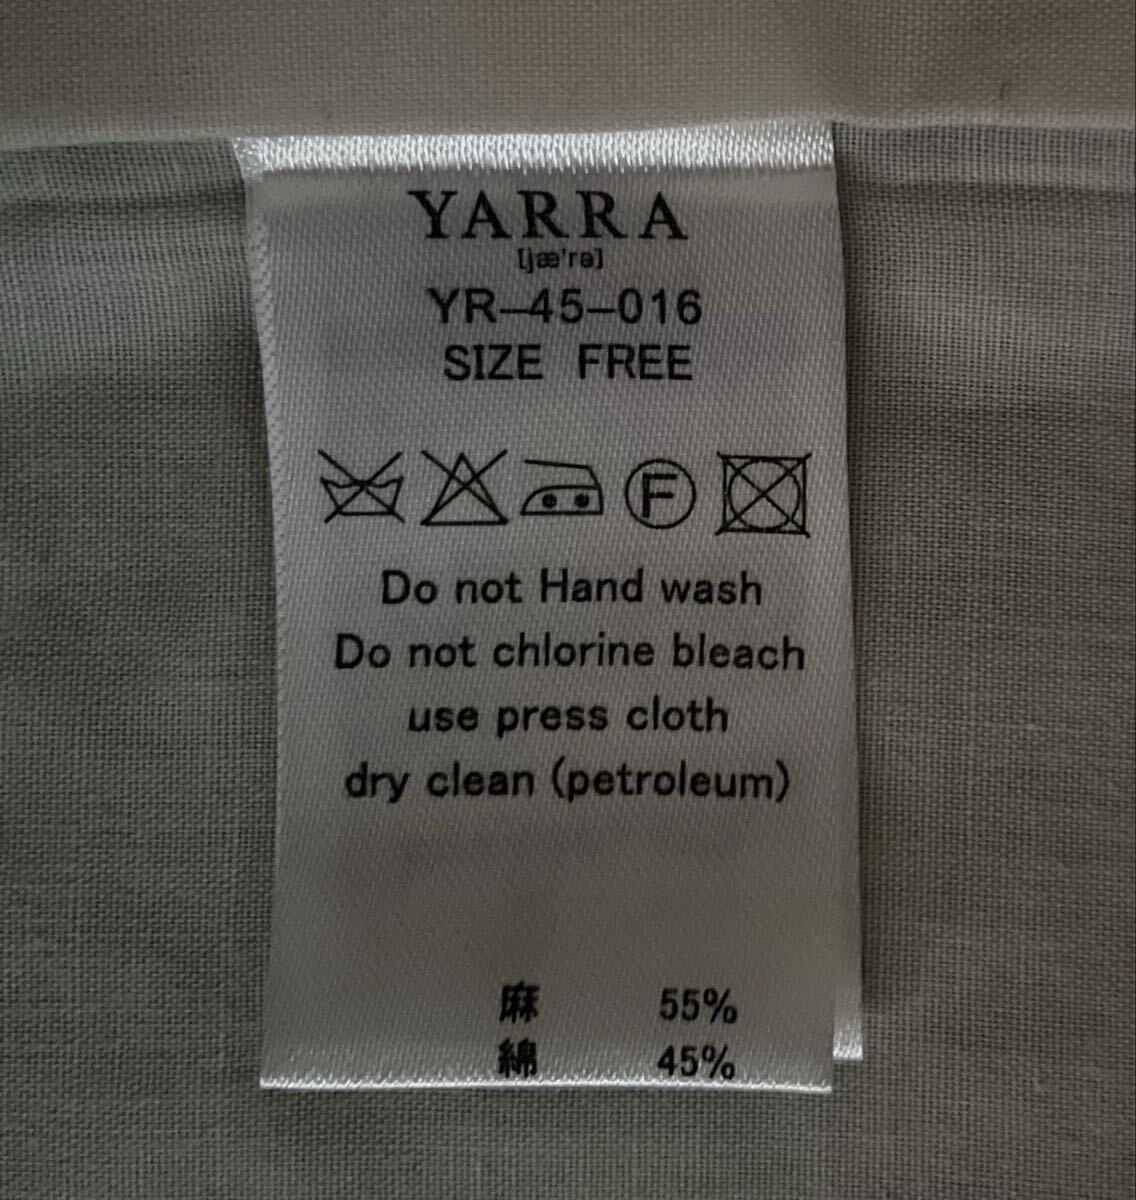 YARRA
[jæ'rə]
YR-45-016
SIZE FREE
F
Do not Hand wash
Do not chlorine bleach
use press cloth
dry clean (petroleum)
麻 55%
綿 45%